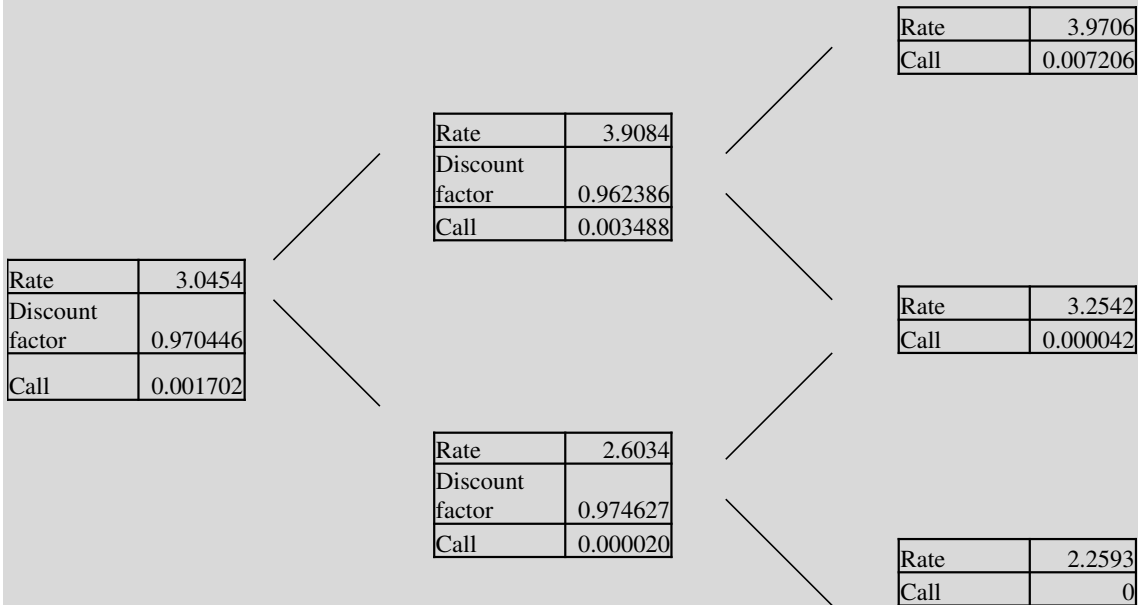 Rate 3.9706
Call 0.007206
Rate 3.9084
Discount
factor 0.962386
Call 0.003488
Rate 3.0454
Discount
factor 0.970446
Call 0.001702
Rate 3.2542
Call 0.000042
Rate 2.6034
Discount
factor 0.974627
Call 0.000020
Rate 2.2593
Call 0